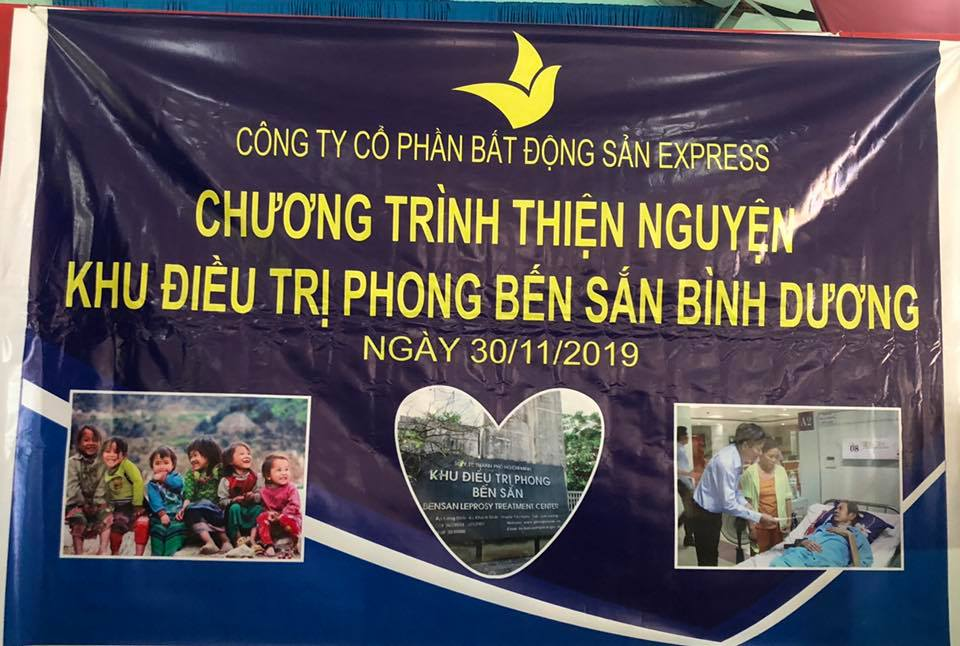 CÔNG TY CỔ PHẦN BẤT ĐỘNG SẢN EXPRESS
CHƯƠNG TRÌNH THIỆN NGUYỆN
KHU ĐIỀU TRỊ PHONG BẾN SẮN BÌNH DƯƠNG
NGÀY 30/11/2019
KHU ĐIỀU TRỊ PHONG
BẾN SẮN
BENSAN LEPROSY TREATMENT CENTER
A2
08